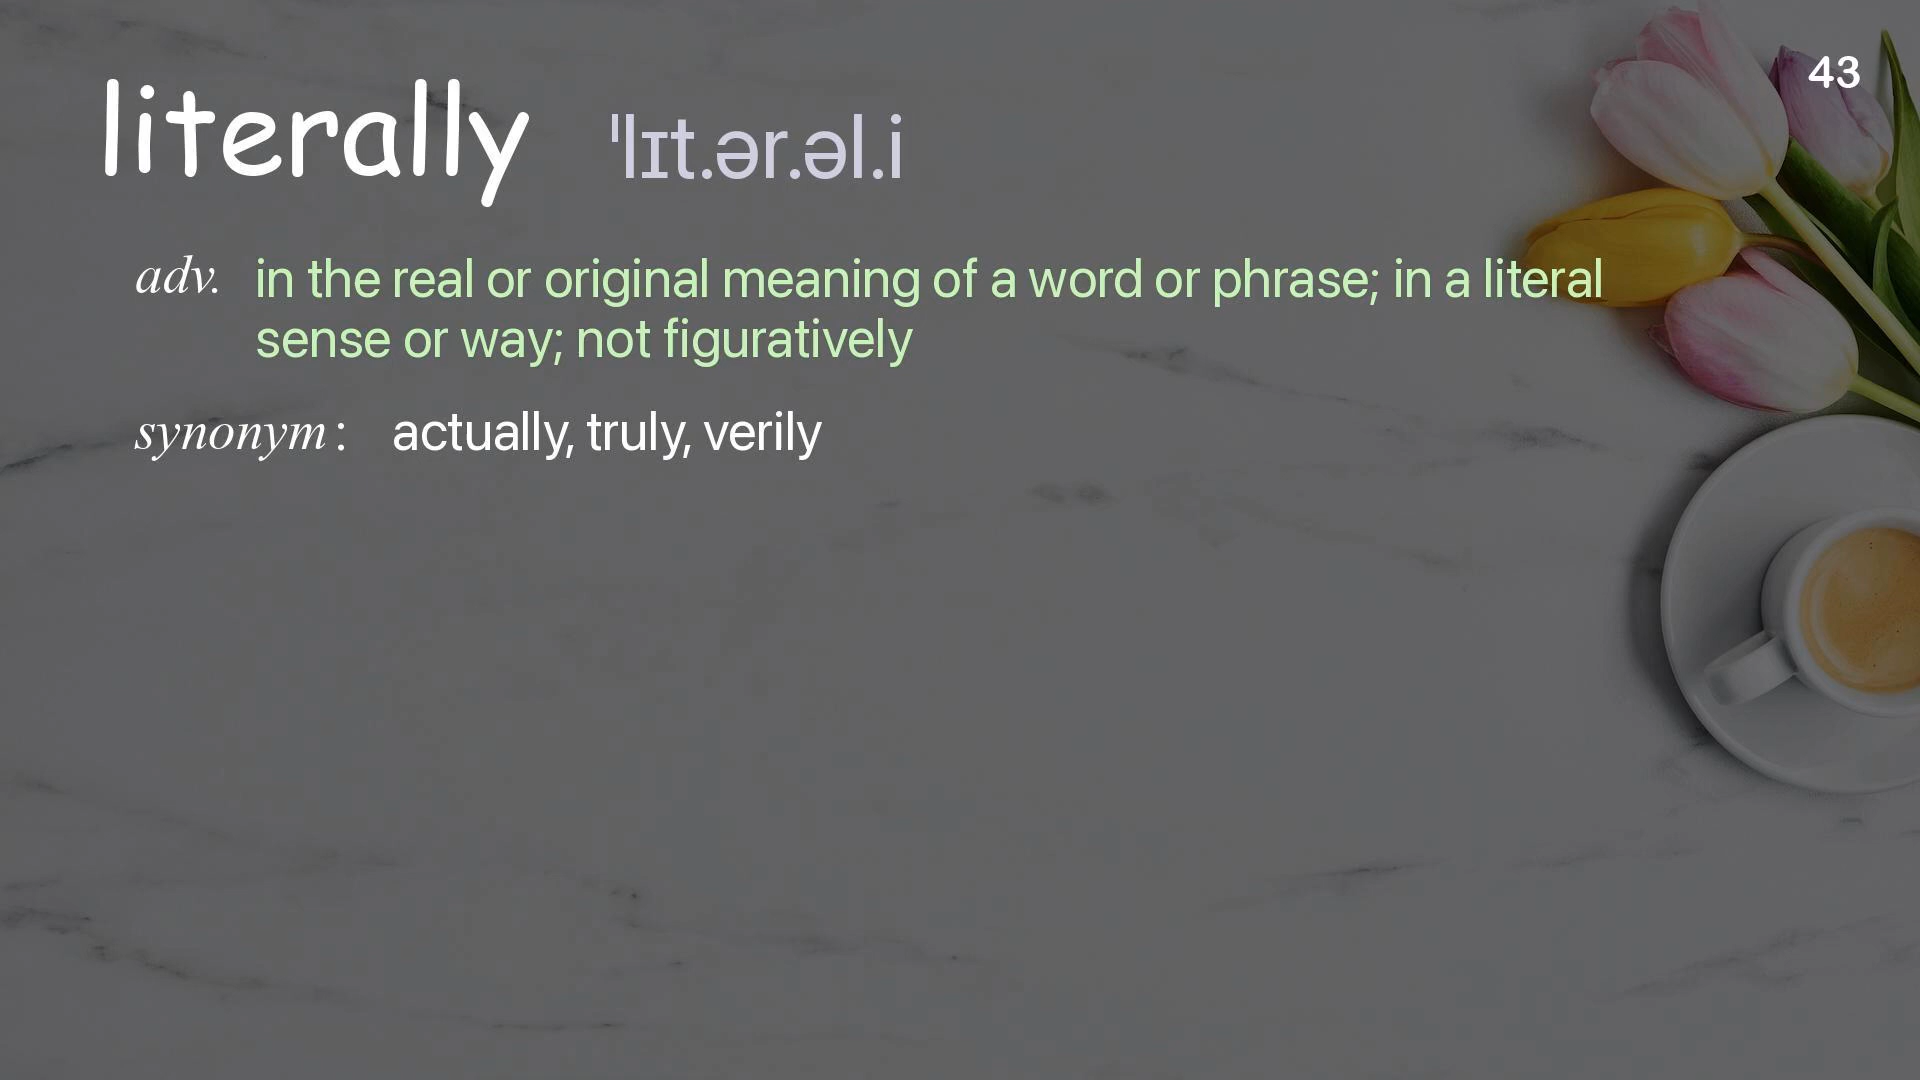 43
literally ˈlɪt.ər.əl.i
adv. in the real or original meaning of a word or phrase; in a literal
sense or way; not figuratively
synonym : actually, truly, verily